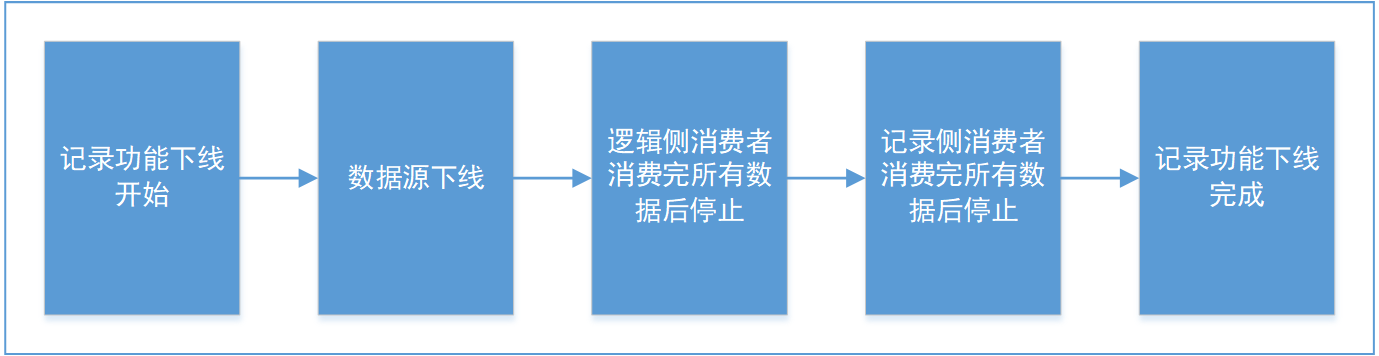 记录功能下线
开始
数据源下线
逻辑侧消费者
消费完所有数
据后停止
记录侧消费者
消费完所有数
据后停止
记录功能下线
完成